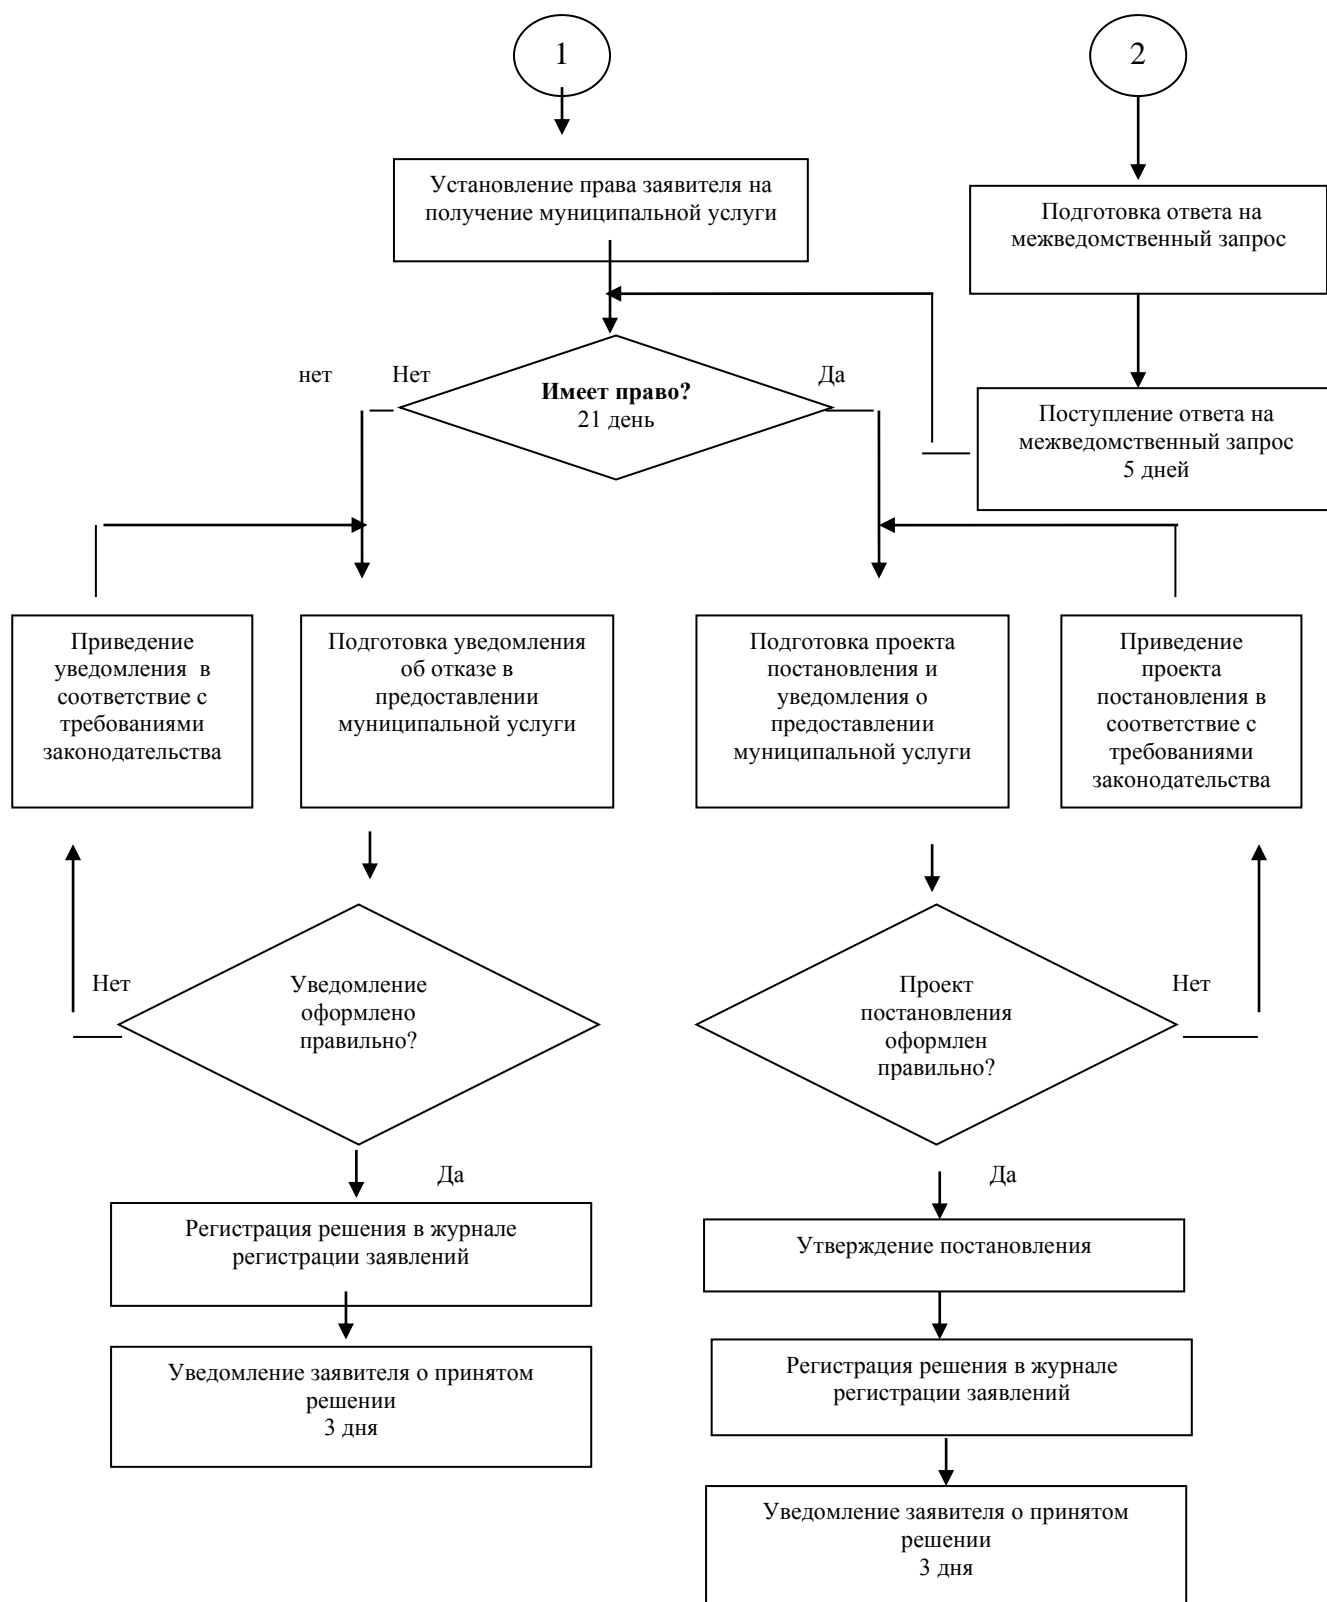 1
2
Установление права заявителя на
получение муниципальной услуги
Подготовка ответа на
межведомственный запрос
нет
Нет
Имеет право?
21 день
Да
Поступление ответа на
межведомственный запрос
5 дней
Приведение
уведомления в
соответствие с
требованиями
законодательства
Подготовка уведомления
об отказе в
предоставлении
муниципальной услуги
Подготовка проекта
постановления и
уведомления о
предоставлении
муниципальной услуги
Приведение
проекта
постановления в
соответствие с
требованиями
законодательства
Нет
Уведомление
оформлено
правильно?
Проект
постановления
оформлен
правильно?
Нет
Да
Да
Регистрация решения в журнале
регистрации заявлений
Утверждение постановления
Уведомление заявителя о принятом
решении
3 дня
Регистрация решения в журнале
регистрации заявлений
Уведомление заявителя о принятом
решении
3 дня